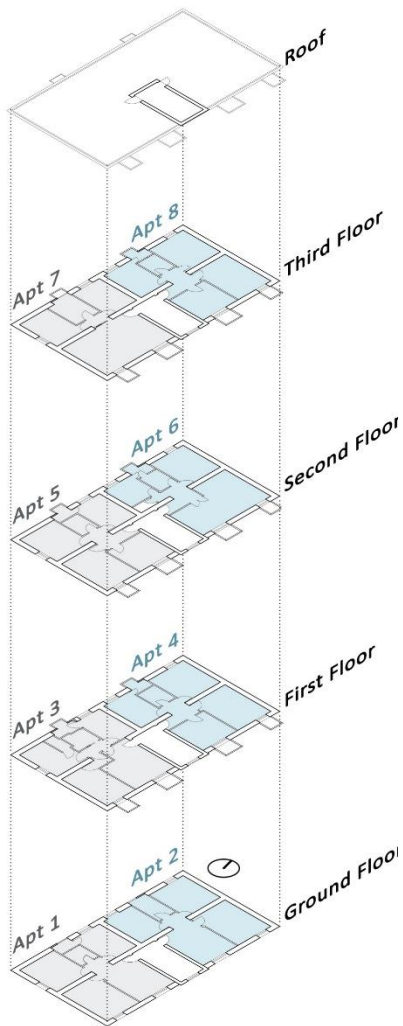 Roof
Apt 8
Third Floor
Apt 7
Apt 6
Second Floor
Apt 5
Apt 4
First Floor
Apt 3
Apt 2
Ground Floor
Apt 1